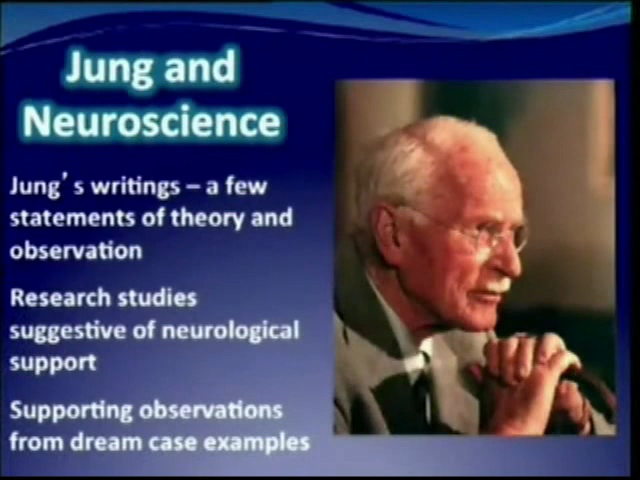 Jung and
Neuroscience
Jung's writings – a few
statements of theory and
observation
Research studies
suggestive of neurological
support
Supporting observations
from dream case examples